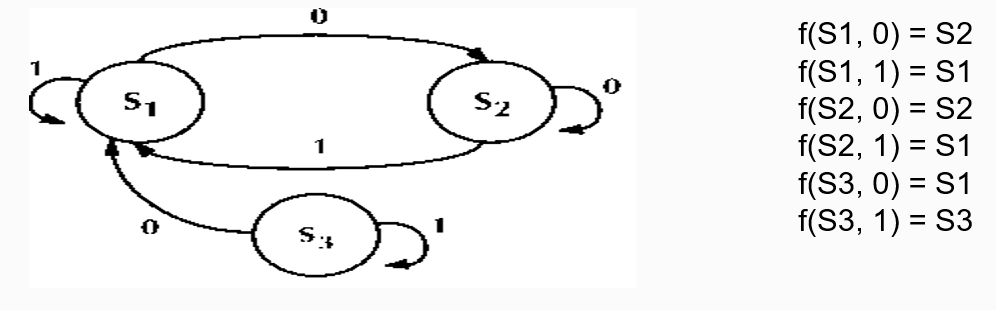 0
1
S1
S2
0
1
0
S3
1
f(S1, 0) = S2
f(S1, 1) = S1
f(S2, 0) = S2
f(S2, 1) = S1
f(S3, 0) = S1
f(S3, 1) = S3